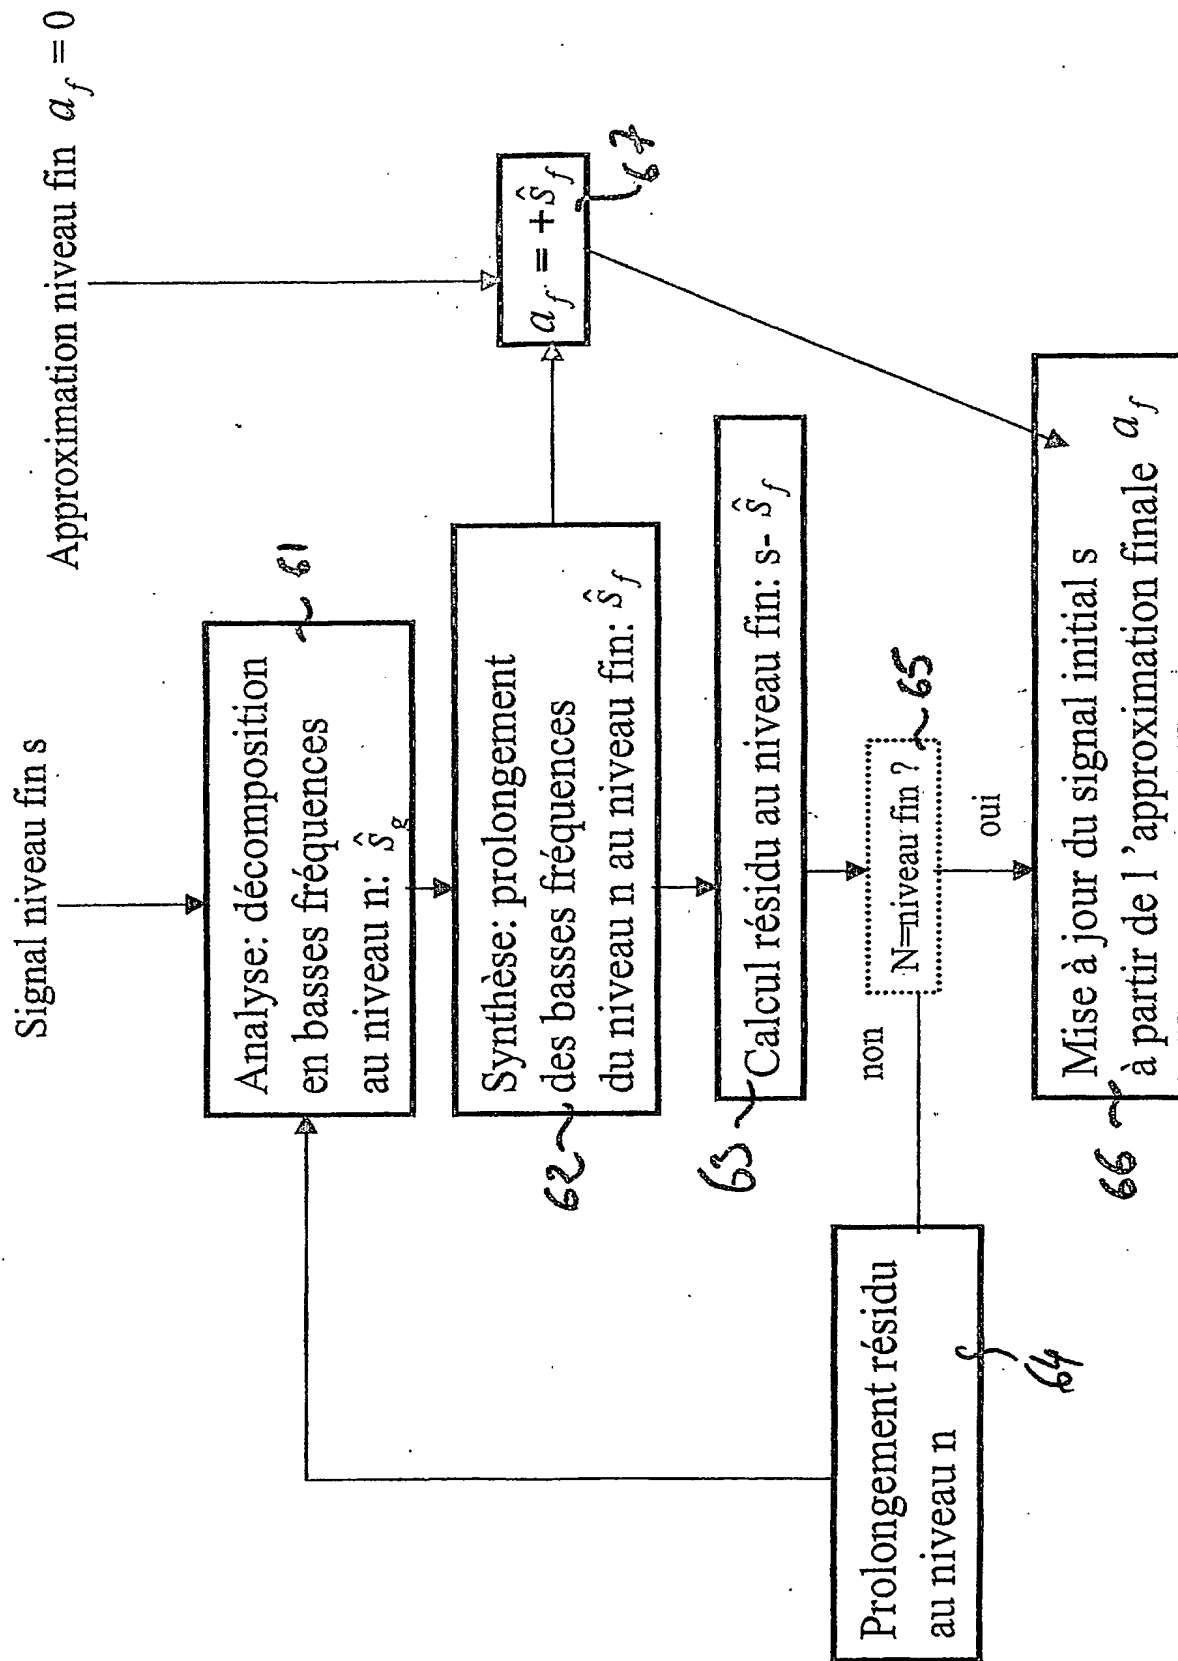 Signal niveau fin s
Approximation niveau fin a_f = 0
Analyse: décomposition
en basses fréquences
au niveau n: ŝ_g
61
Synthèse: prolongement
des basses fréquences
du niveau n au niveau fin: ŝ_f
62
a_f = +ŝ_f
67
Calcul résidu au niveau fin: s- ŝ_f
63
N=niveau fin ?
65
non
oui
Prolongement résidu
au niveau n
64
Mise à jour du signal initial s
à partir de l'approximation finale a_f
66